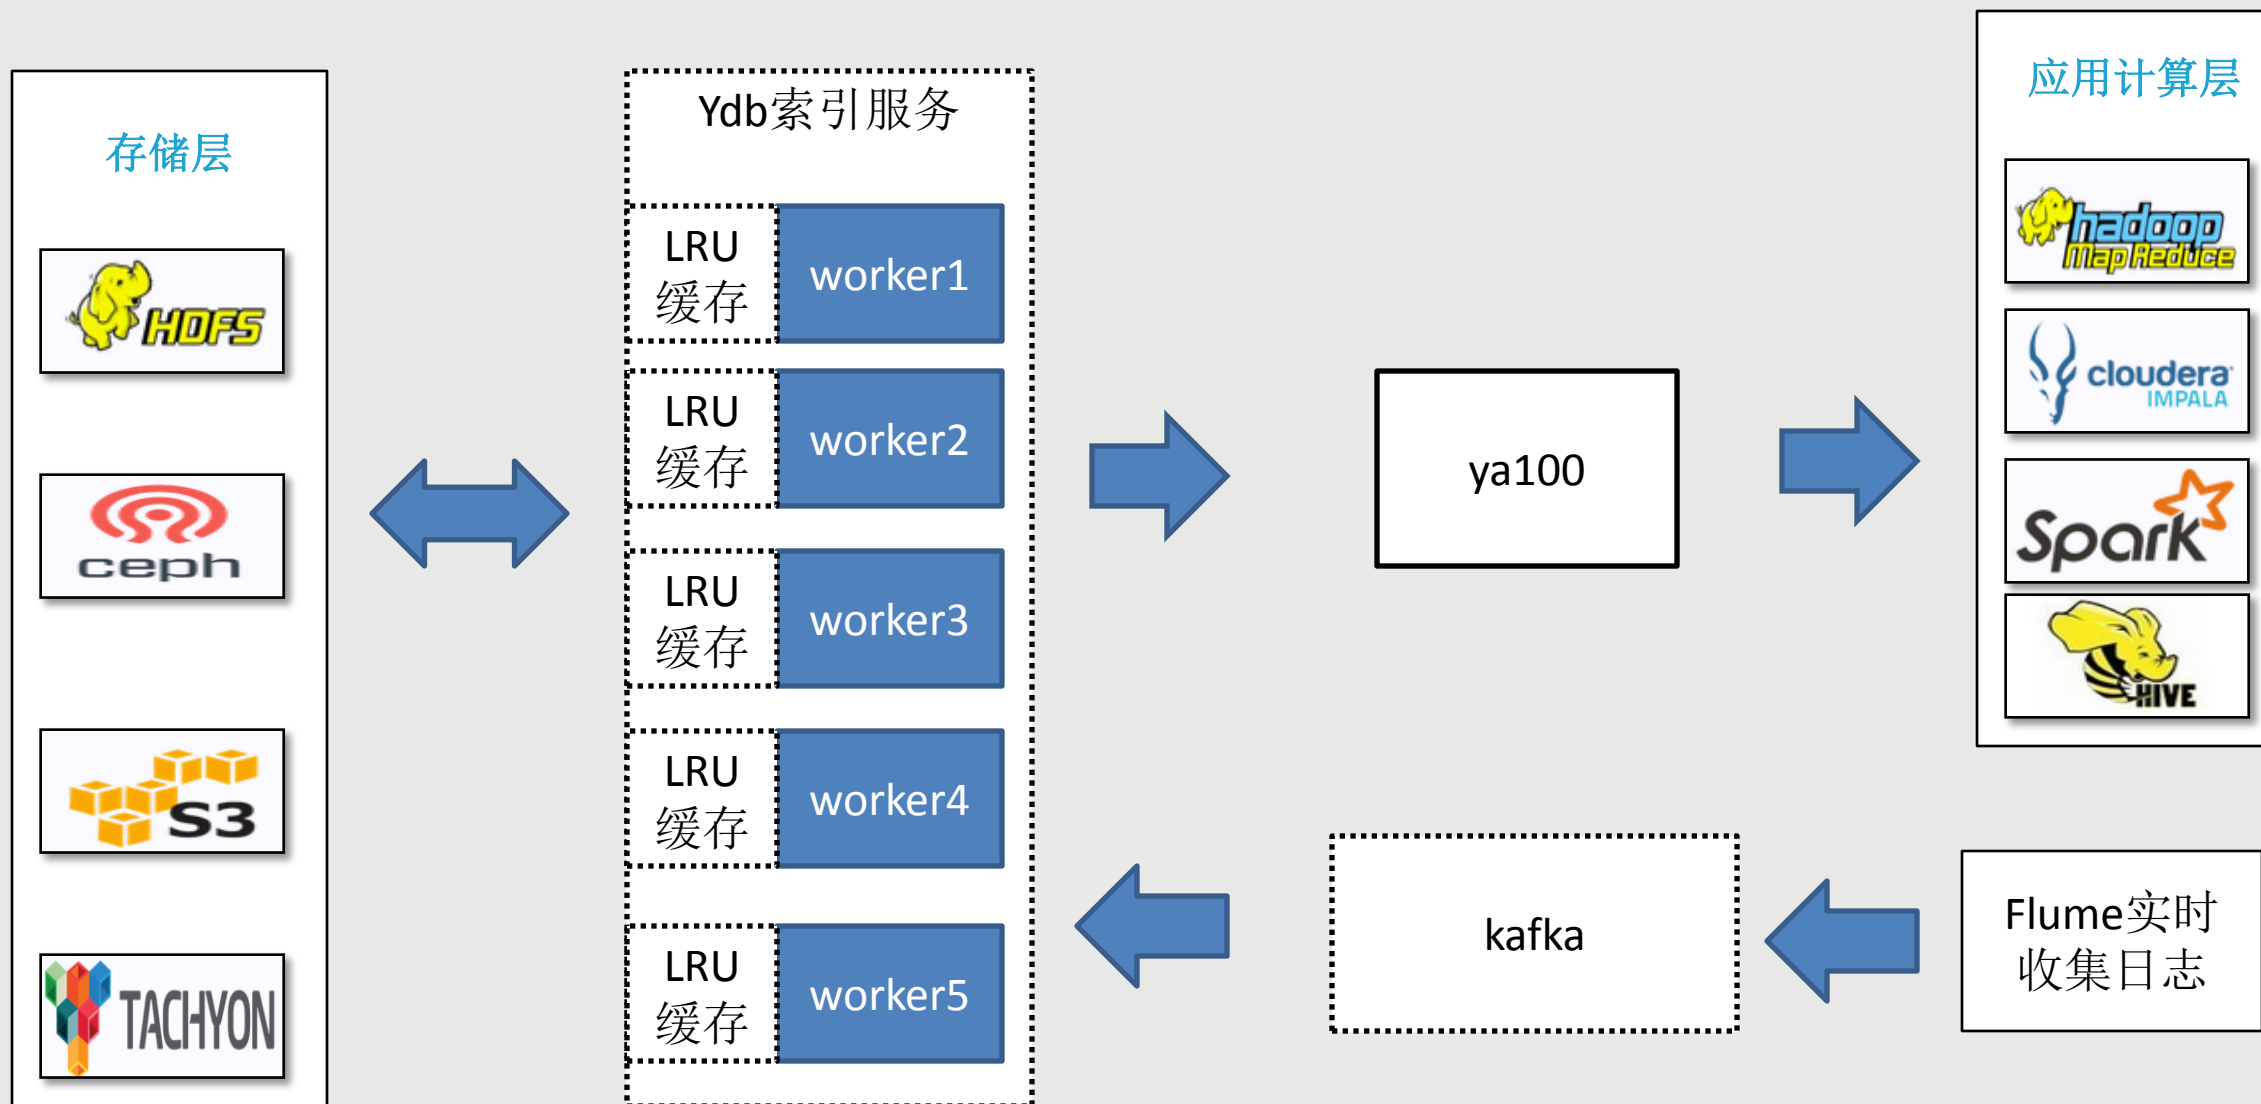 存储层
HDFS
ceph
S3
TACHYON
Ydb索引服务
LRU
缓存
worker1
LRU
缓存
worker2
LRU
缓存
worker3
LRU
缓存
worker4
LRU
缓存
worker5
ya100
kafka
应用计算层
hadoop
Map Reduce
cloudera
IMPALA
Spark
HIVE
Flume实时
收集日志